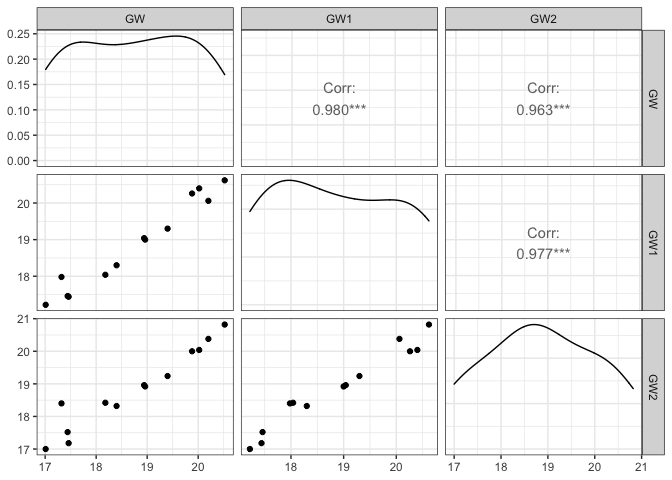 GW GW1 GW2
0.25
0.20
0.15
0.10
0.05
0.00
Corr:
0.980***
Corr:
0.963***
GW
20
19
18
Corr:
0.977***
GW1
21
20
19
18
17
GW2
17 18 19 20 18 19 20 17 18 19 20 21